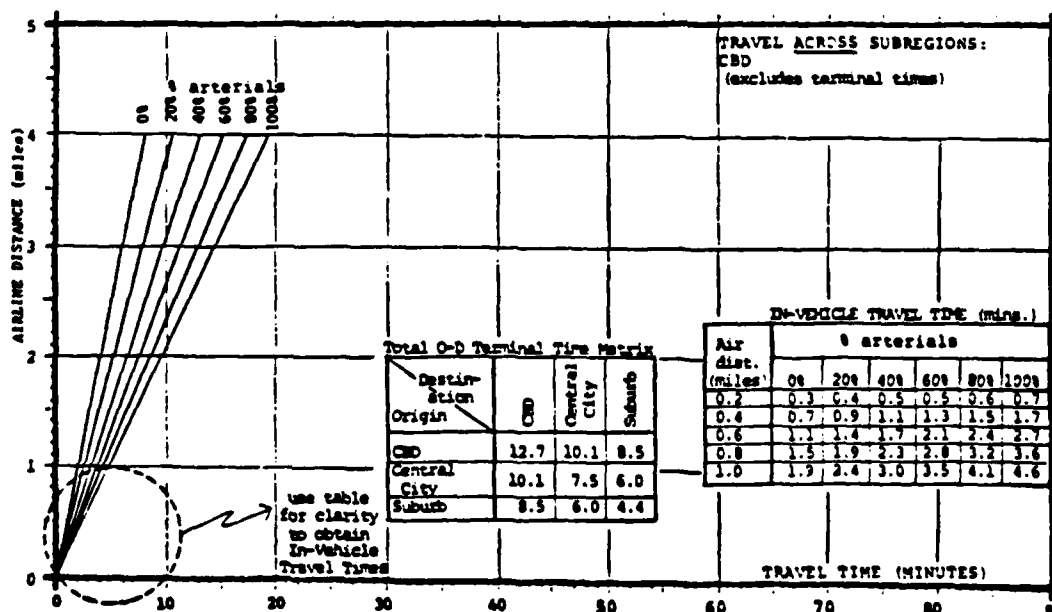 TRAVEL ACROSS SUBREGIONS:
CBD
(excludes terminal times)
% arterials
0% 20% 40% 60% 80% 100%
AIRLINE DISTANCE (miles)
5
4
3
2
1
0
use table
for clarity
to obtain
In-Vehicle
Travel Times
Total O-D Terminal Time Matrix
Destin-
ation
Origin
CBD
Central
City
Suburb
CBD 12.7 10.1 8.5
Central
City 10.1 7.5 6.0
Suburb 8.5 6.0 4.4
IN-VEHICLE TRAVEL TIME (mins.)
Air
dist.
(miles)
% arterials
0% 20% 40% 60% 80% 100%
0.2 0.3 0.4 0.5 0.5 0.6 0.7
0.4 0.7 0.9 1.1 1.3 1.5 1.7
0.6 1.1 1.4 1.7 2.1 2.4 2.7
0.8 1.5 1.9 2.3 2.8 3.2 3.6
1.0 1.9 2.4 3.0 3.5 4.1 4.6
TRAVEL TIME (MINUTES)
0 10 20 30 40 50 60 70 80